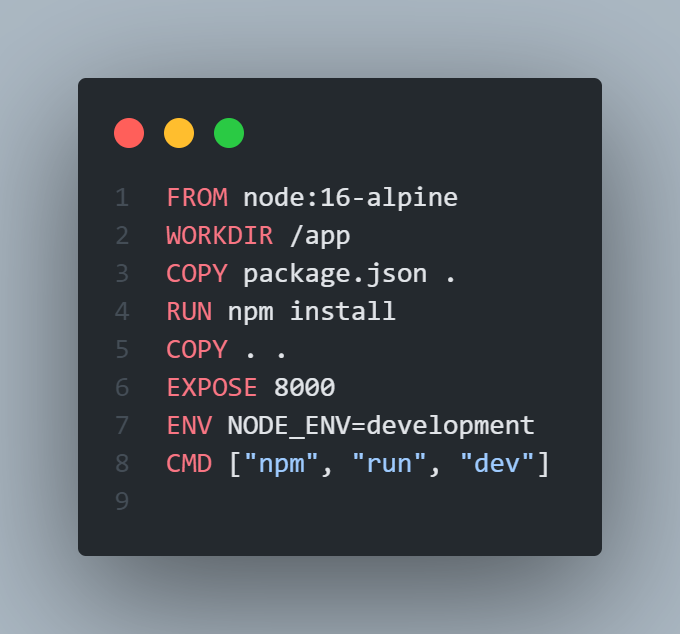 1 FROM node:16-alpine
2 WORKDIR /app
3 COPY package.json .
4 RUN npm install
5 COPY . .
6 EXPOSE 8000
7 ENV NODE_ENV=development
8 CMD ["npm", "run", "dev"]
9